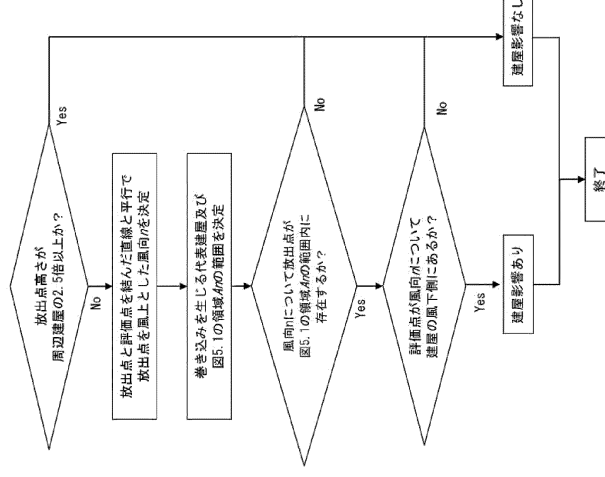 放出点高さが
周辺建屋の2.5倍以上か？
Yes
No
放出点と評価点を結んだ直線と平行で
放出点を風上とした風向nを決定
巻き込みを生じる代表建屋及び
図5.1の領域Anの範囲を決定
風向nについて放出点が
図5.1の領域Anの範囲内に
存在するか？
No
Yes
評価点が風向nについて
建屋の風下側にあるか？
No
Yes
建屋影響あり
建屋影響なし
終了